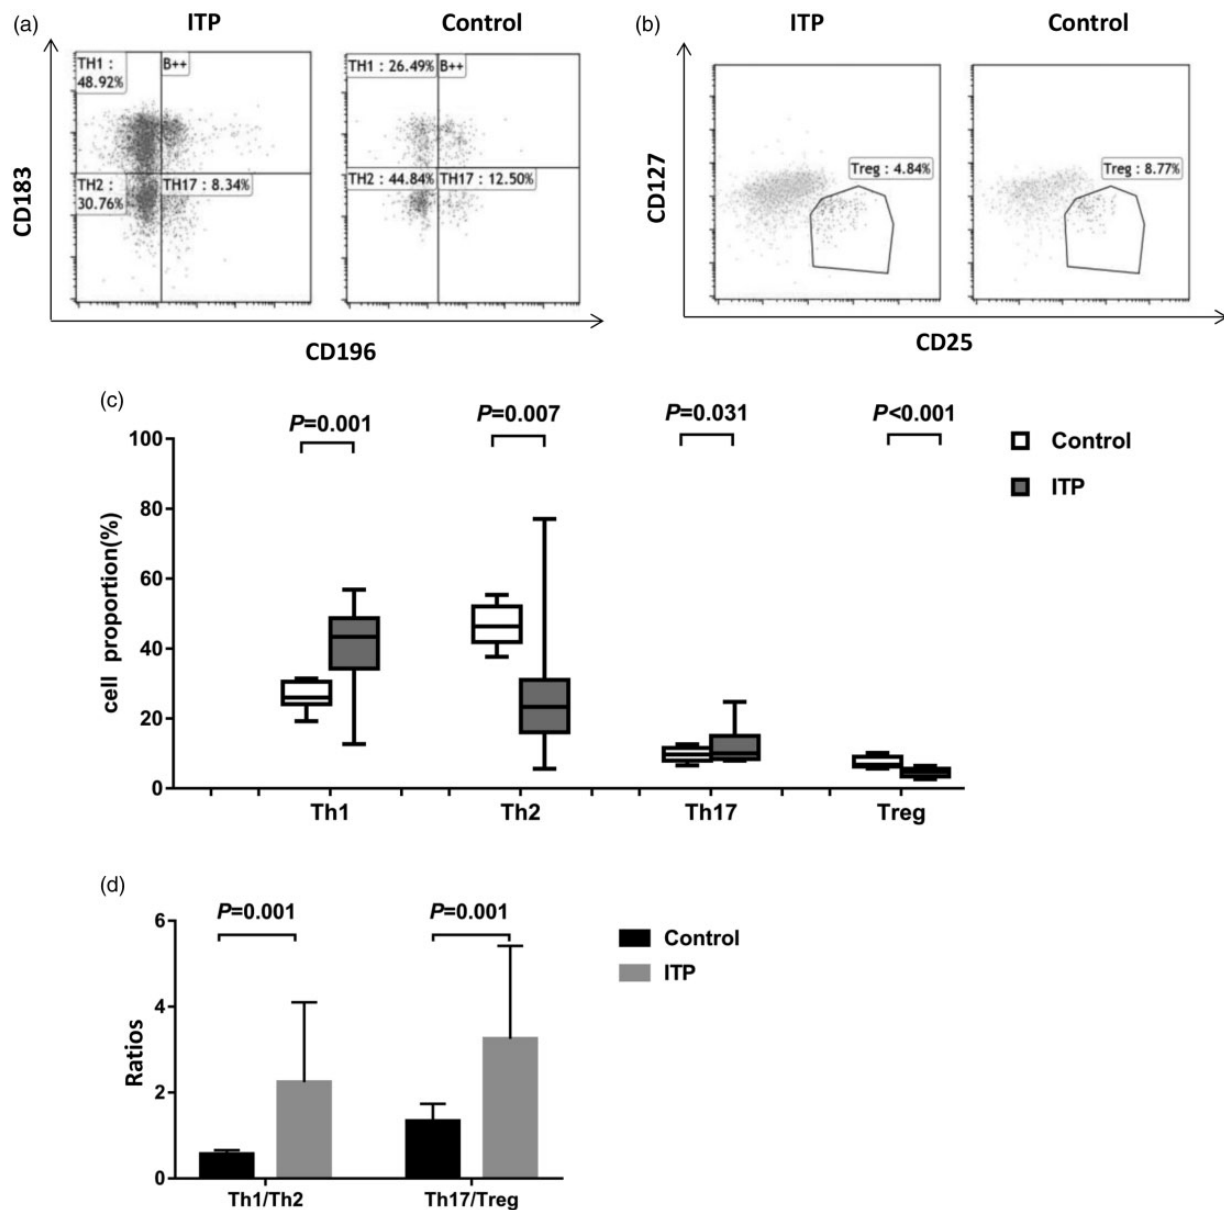 (a)
ITP
Control
TH1 :
48.92%
B++
TH2 :
30.76%
TH17 : 8.34%
TH1 : 26.49%
B++
TH2 : 44.84%
TH17 : 12.50%
CD183
CD196
(b)
ITP
Control
Treg : 4.84%
Treg : 8.77%
CD127
CD25
(c)
P=0.001
P=0.007
P=0.031
P<0.001
Control
ITP
100
80
60
40
20
0
cell proportion(%)
Th1
Th2
Th17
Treg
(d)
P=0.001
P=0.001
Control
ITP
6
4
2
0
Ratios
Th1/Th2
Th17/Treg